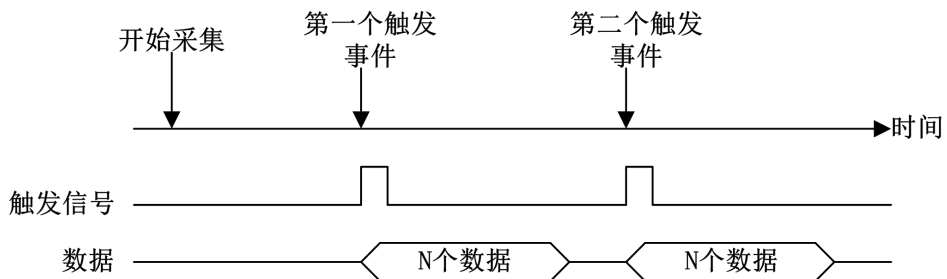 开始采集
第一个触发
事件
第二个触发
事件
时间
触发信号
数据
N个数据
N个数据